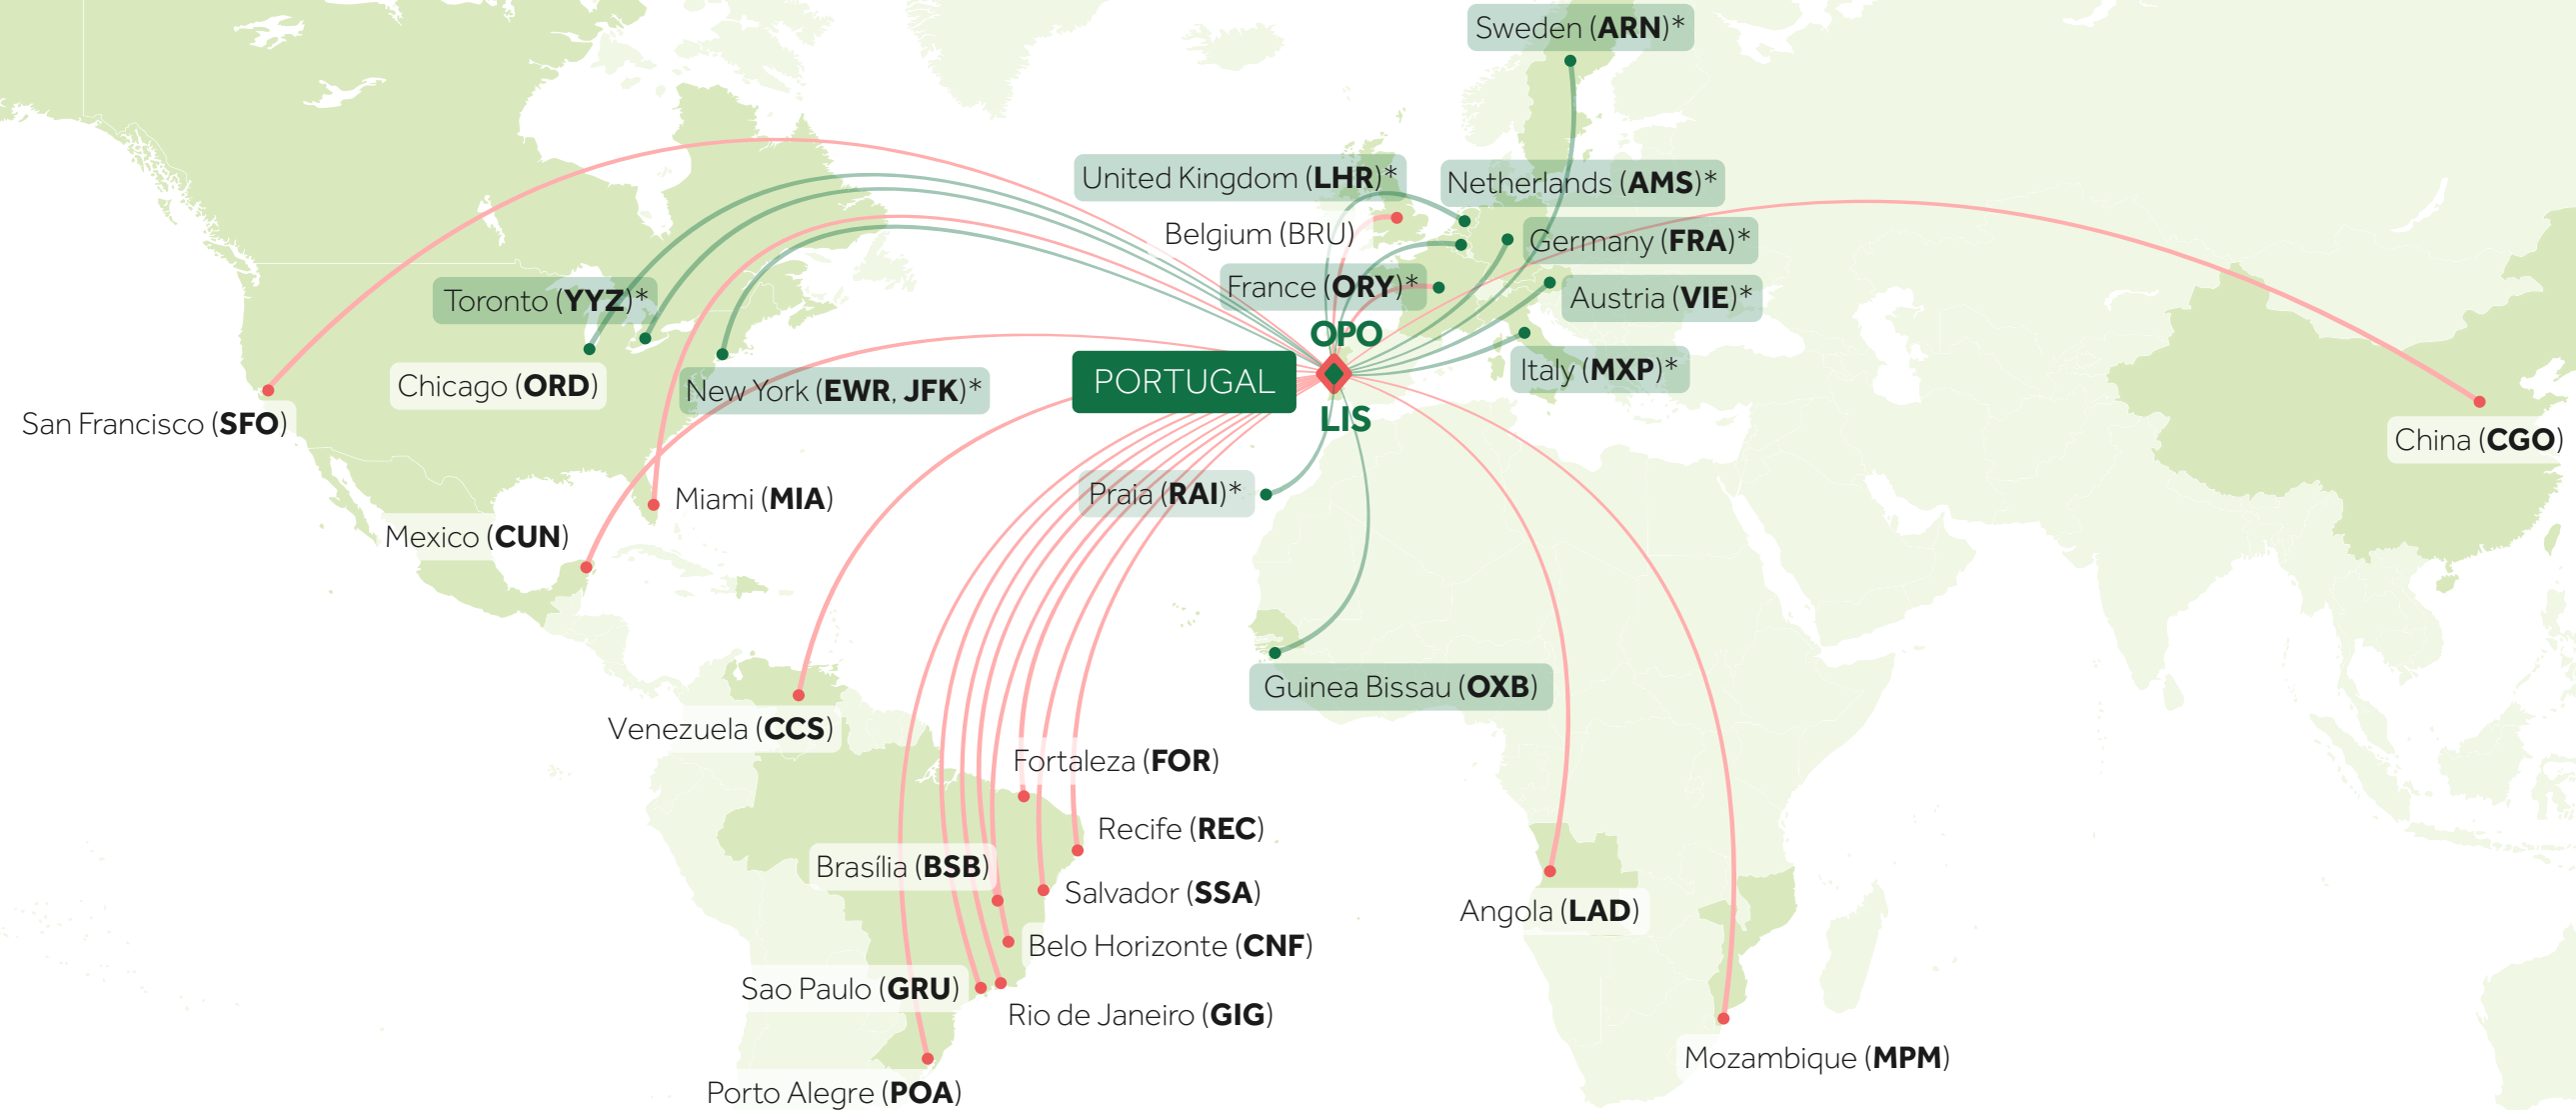 Sweden (ARN)*
United Kingdom (LHR)*
Netherlands (AMS)*
Belgium (BRU)
Germany (FRA)*
France (ORY)*
Austria (VIE)*
Toronto (YYZ)*
OPO
PORTUGAL
LIS
Italy (MXP)*
Chicago (ORD)
New York (EWR, JFK)*
San Francisco (SFO)
China (CGO)
Miami (MIA)
Praia (RAI)*
Mexico (CUN)
Guinea Bissau (OXB)
Venezuela (CCS)
Fortaleza (FOR)
Recife (REC)
Brasília (BSB)
Salvador (SSA)
Angola (LAD)
Belo Horizonte (CNF)
Sao Paulo (GRU)
Rio de Janeiro (GIG)
Mozambique (MPM)
Porto Alegre (POA)